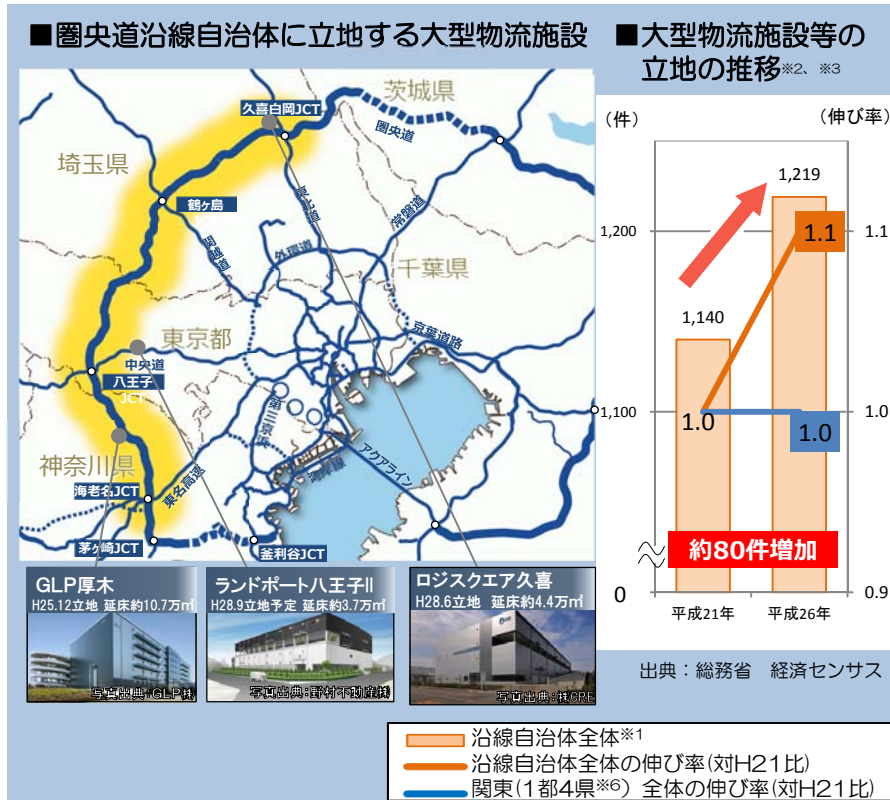 ■圏央道沿線自治体に立地する大型物流施設
■大型物流施設等の
立地の推移※2、※3
茨城県
久喜白岡JCT
圏央道
埼玉県
鶴ヶ島
東北道
常磐道
関越道
外環道
千葉県
東京都
京葉道路
中央道
八王子
JCT
第三京浜
アクアライン
湾岸線
神奈川県
海老名JCT
東名高速
茅ヶ崎JCT
釜利谷JCT
GLP厚木
H25.12立地 延床約10.7万㎡
写真出典:GLP㈱
ランドポート八王子Ⅱ
H28.9立地予定 延床約3.7万㎡
写真出典:野村不動産㈱
ロジスクエア久喜
H28.6立地 延床約4.4万㎡
写真出典:㈱CRE
(件)
(伸び率)
1,219
1,200
1.1
1.1
1,140
1,100
1.0
1.0
1.0
約80件増加
0
0.9
平成21年
平成26年
出典：総務省 経済センサス
沿線自治体全体※1
沿線自治体全体の伸び率(対H21比)
関東(1都4県※6）全体の伸び率(対H21比)